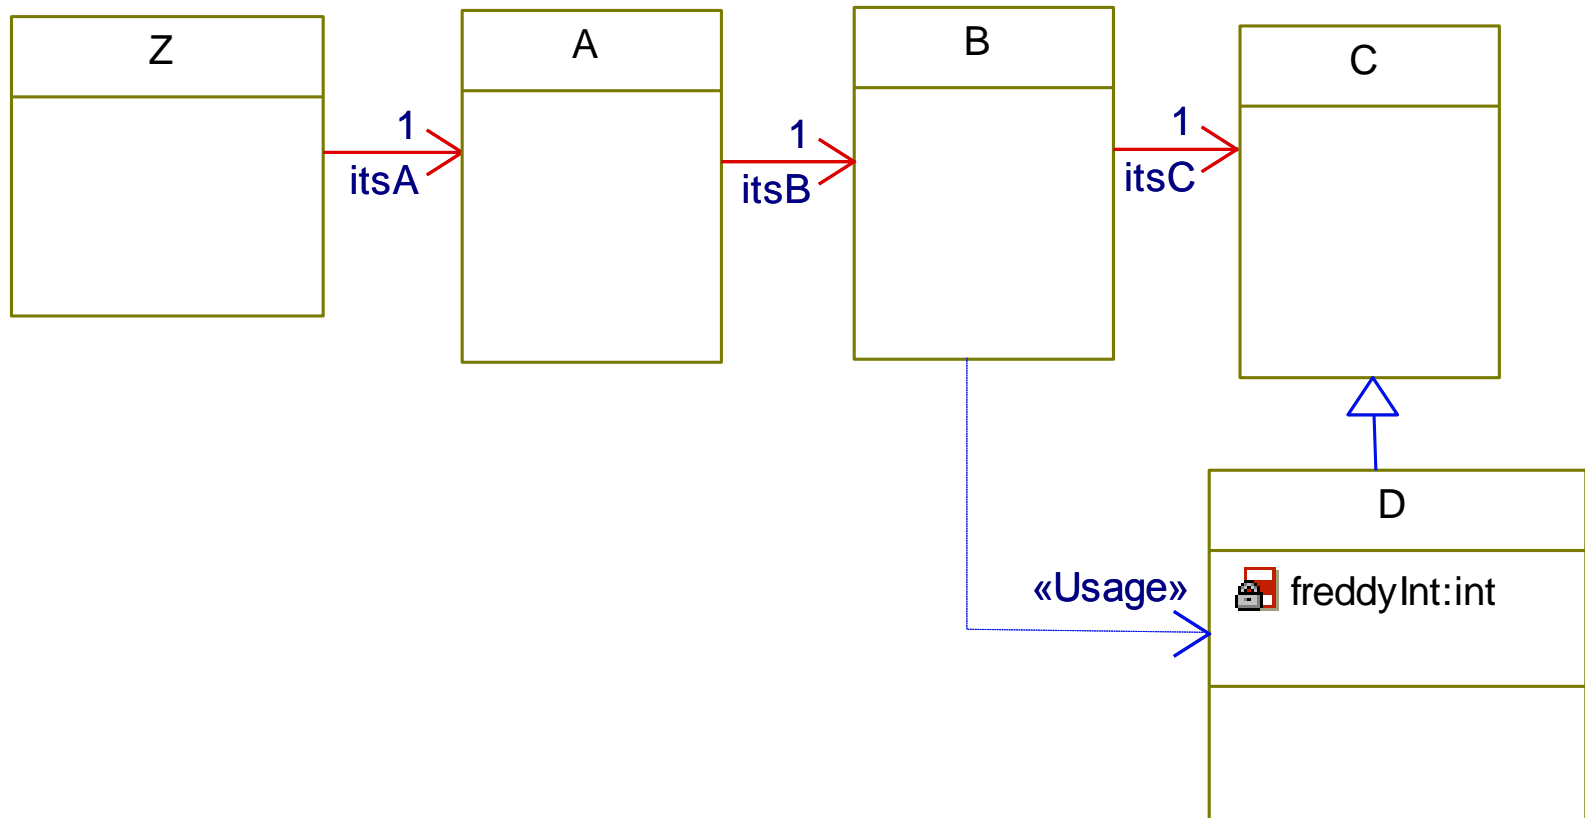 Z
A
B
C
1
itsA
1
itsB
1
itsC
D
«Usage»
freddyInt:int